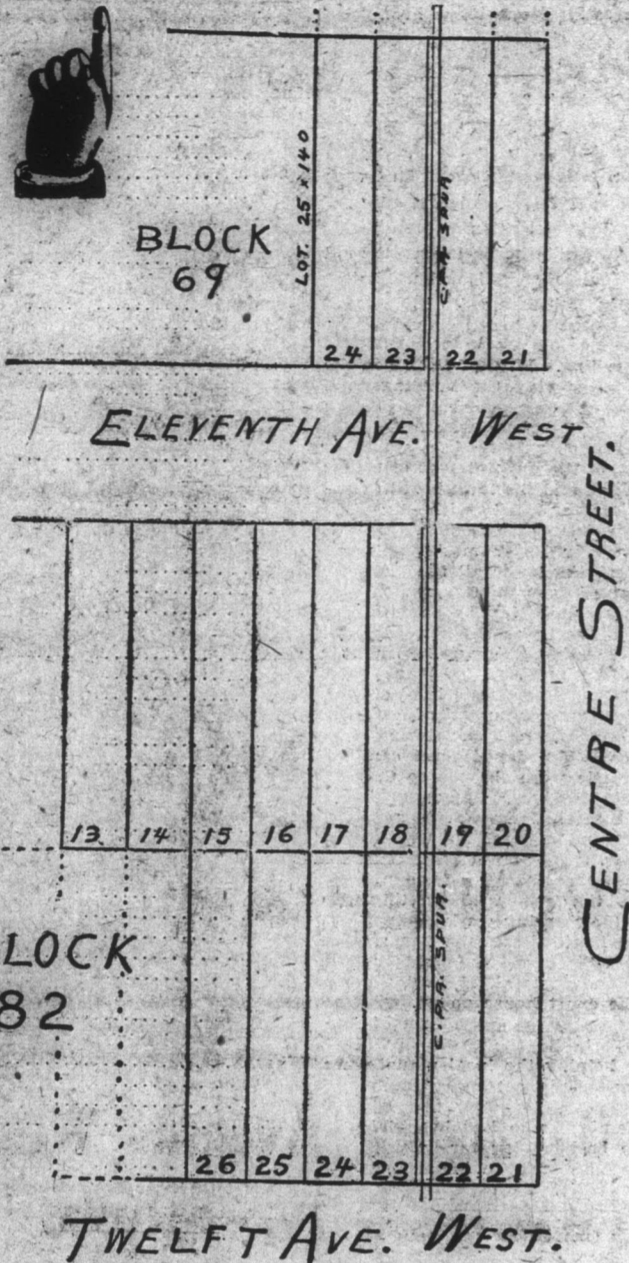 BLOCK
69
LOT. 25 x 140
C.P.R. SPUR
24 23 22 21
ELEVENTH AVE. WEST
CENTRE STREET.
13 14 15 16 17 18 19 20
LOCK
82
C.P.R. SPUR.
26 25 24 23 22 21
TWELFT AVE. WEST.